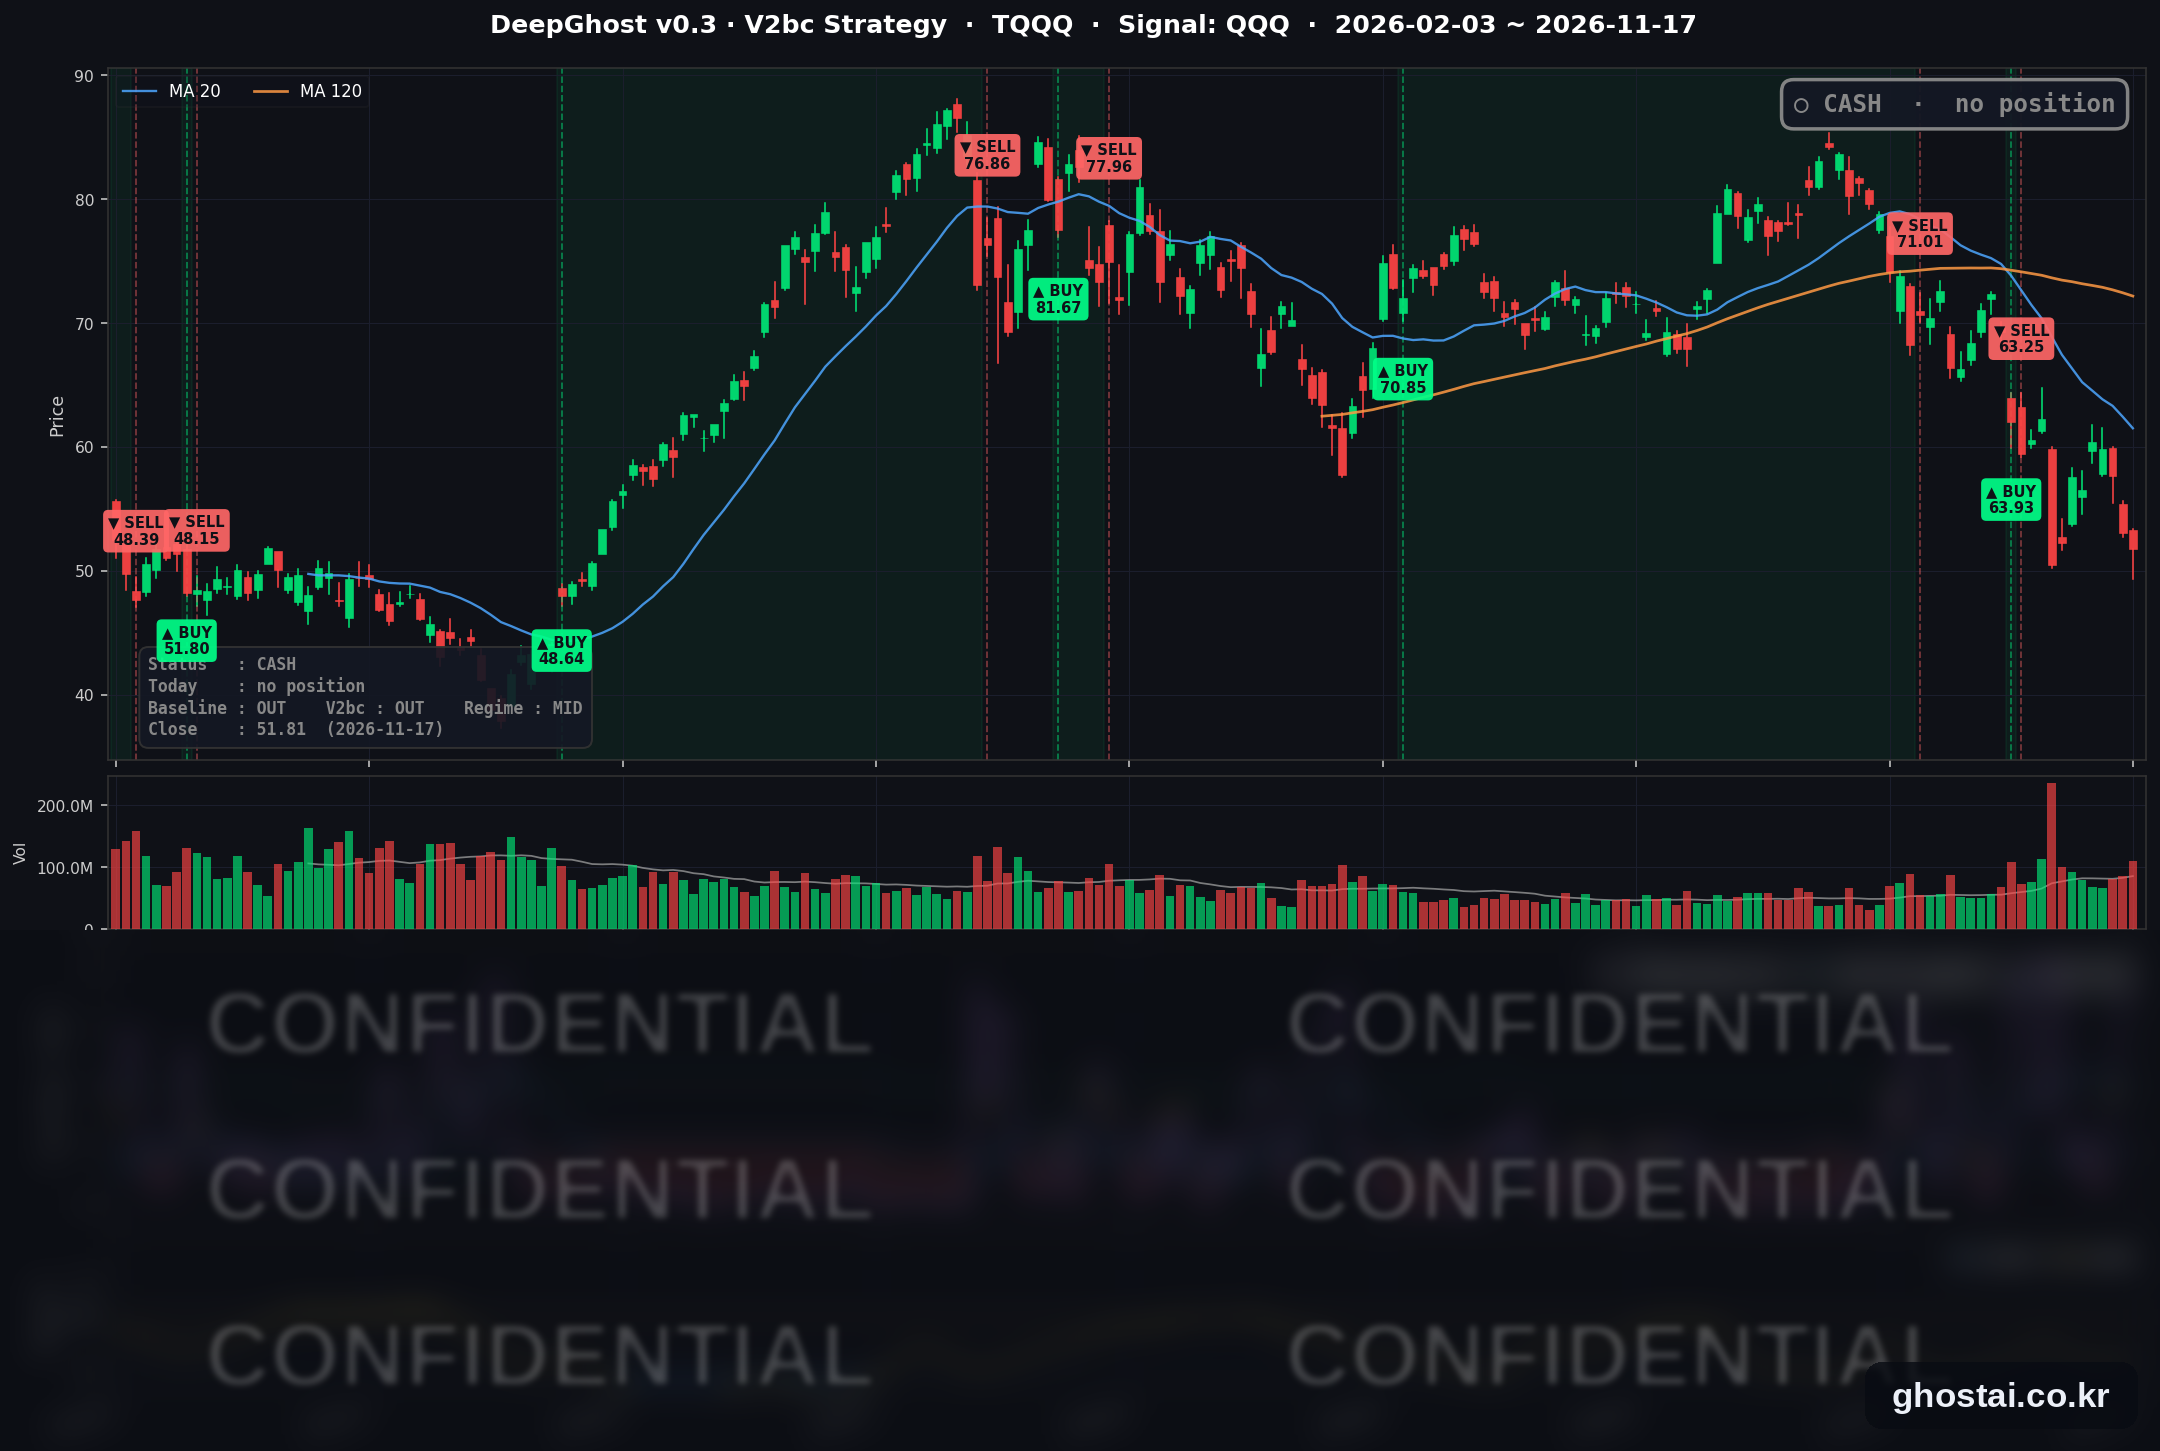 DeepGhost v0.3 · V2bc Strategy · TQQQ · Signal: QQQ · 2026-02-03 ~ 2026-11-17
MA 20
MA 120
○ CASH · no position
90
80
70
60
50
40
Price
▼ SELL
76.86
▼ SELL
77.96
▼ SELL
71.01
▲ BUY
81.67
▼ SELL
63.25
▲ BUY
70.85
▼ SELL
48.39
▼ SELL
48.15
▲ BUY
63.93
▲ BUY
51.80
▲ BUY
48.64
Status : CASH
Today : no position
Baseline : OUT V2bc : OUT Regime : MID
Close : 51.81 (2026-11-17)
200.0M
100.0M
0
Vol
CONFIDENTIAL CONFIDENTIAL
CONFIDENTIAL CONFIDENTIAL
CONFIDENTIAL CONFIDENTIAL
ghostai.co.kr